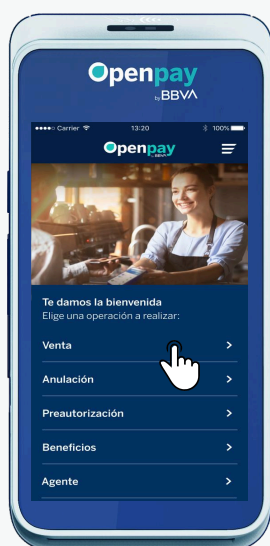 Openpay
by BBVA
Carrier 13:20 100%
Openpay
by BBVA
Te damos la bienvenida
Elige una operación a realizar:
Venta
Anulación
Preautorización
Beneficios
Agente